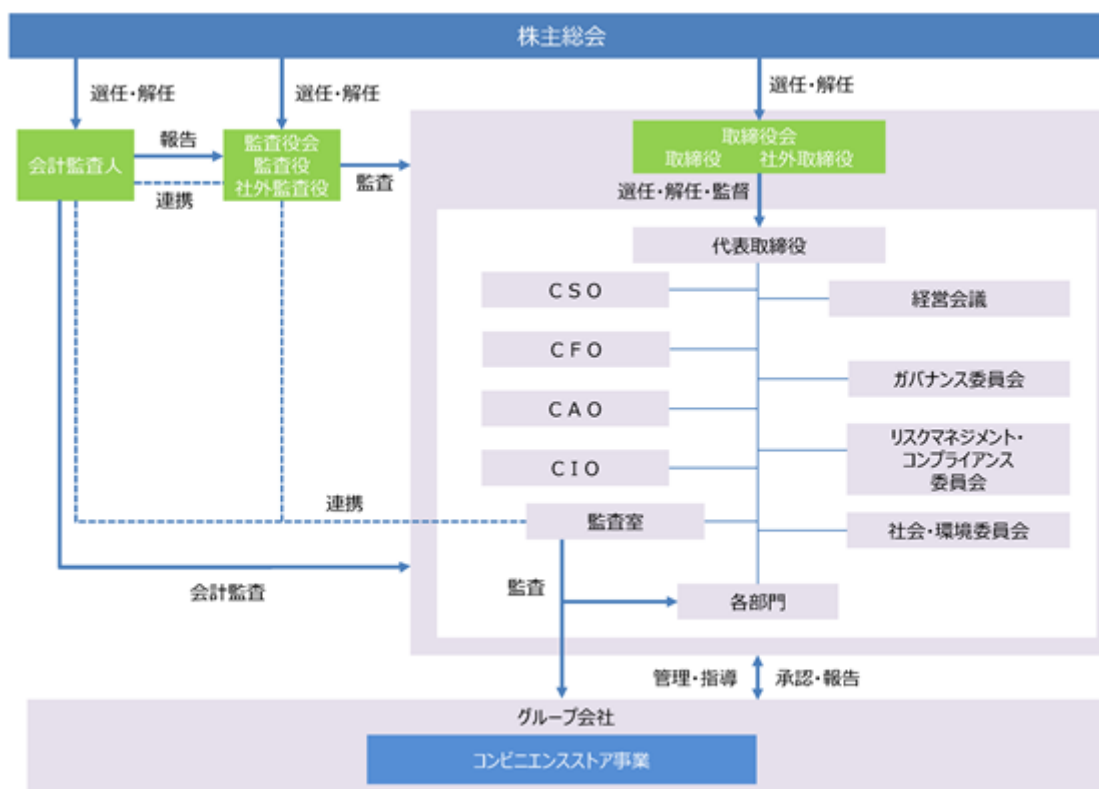 株主総会
選任・解任
選任・解任
選任・解任
会計監査人
報告
連携
監査役会
監査役
社外監査役
監査
取締役会
取締役 社外取締役
選任・解任・監督
代表取締役
ＣＳＯ
経営会議
ＣＦＯ
ガバナンス委員会
ＣＡＯ
リスクマネジメント・
コンプライアンス
委員会
ＣＩＯ
連携
監査室
社会・環境委員会
会計監査
監査
各部門
管理・指導
承認・報告
グループ会社
コンビニエンスストア事業